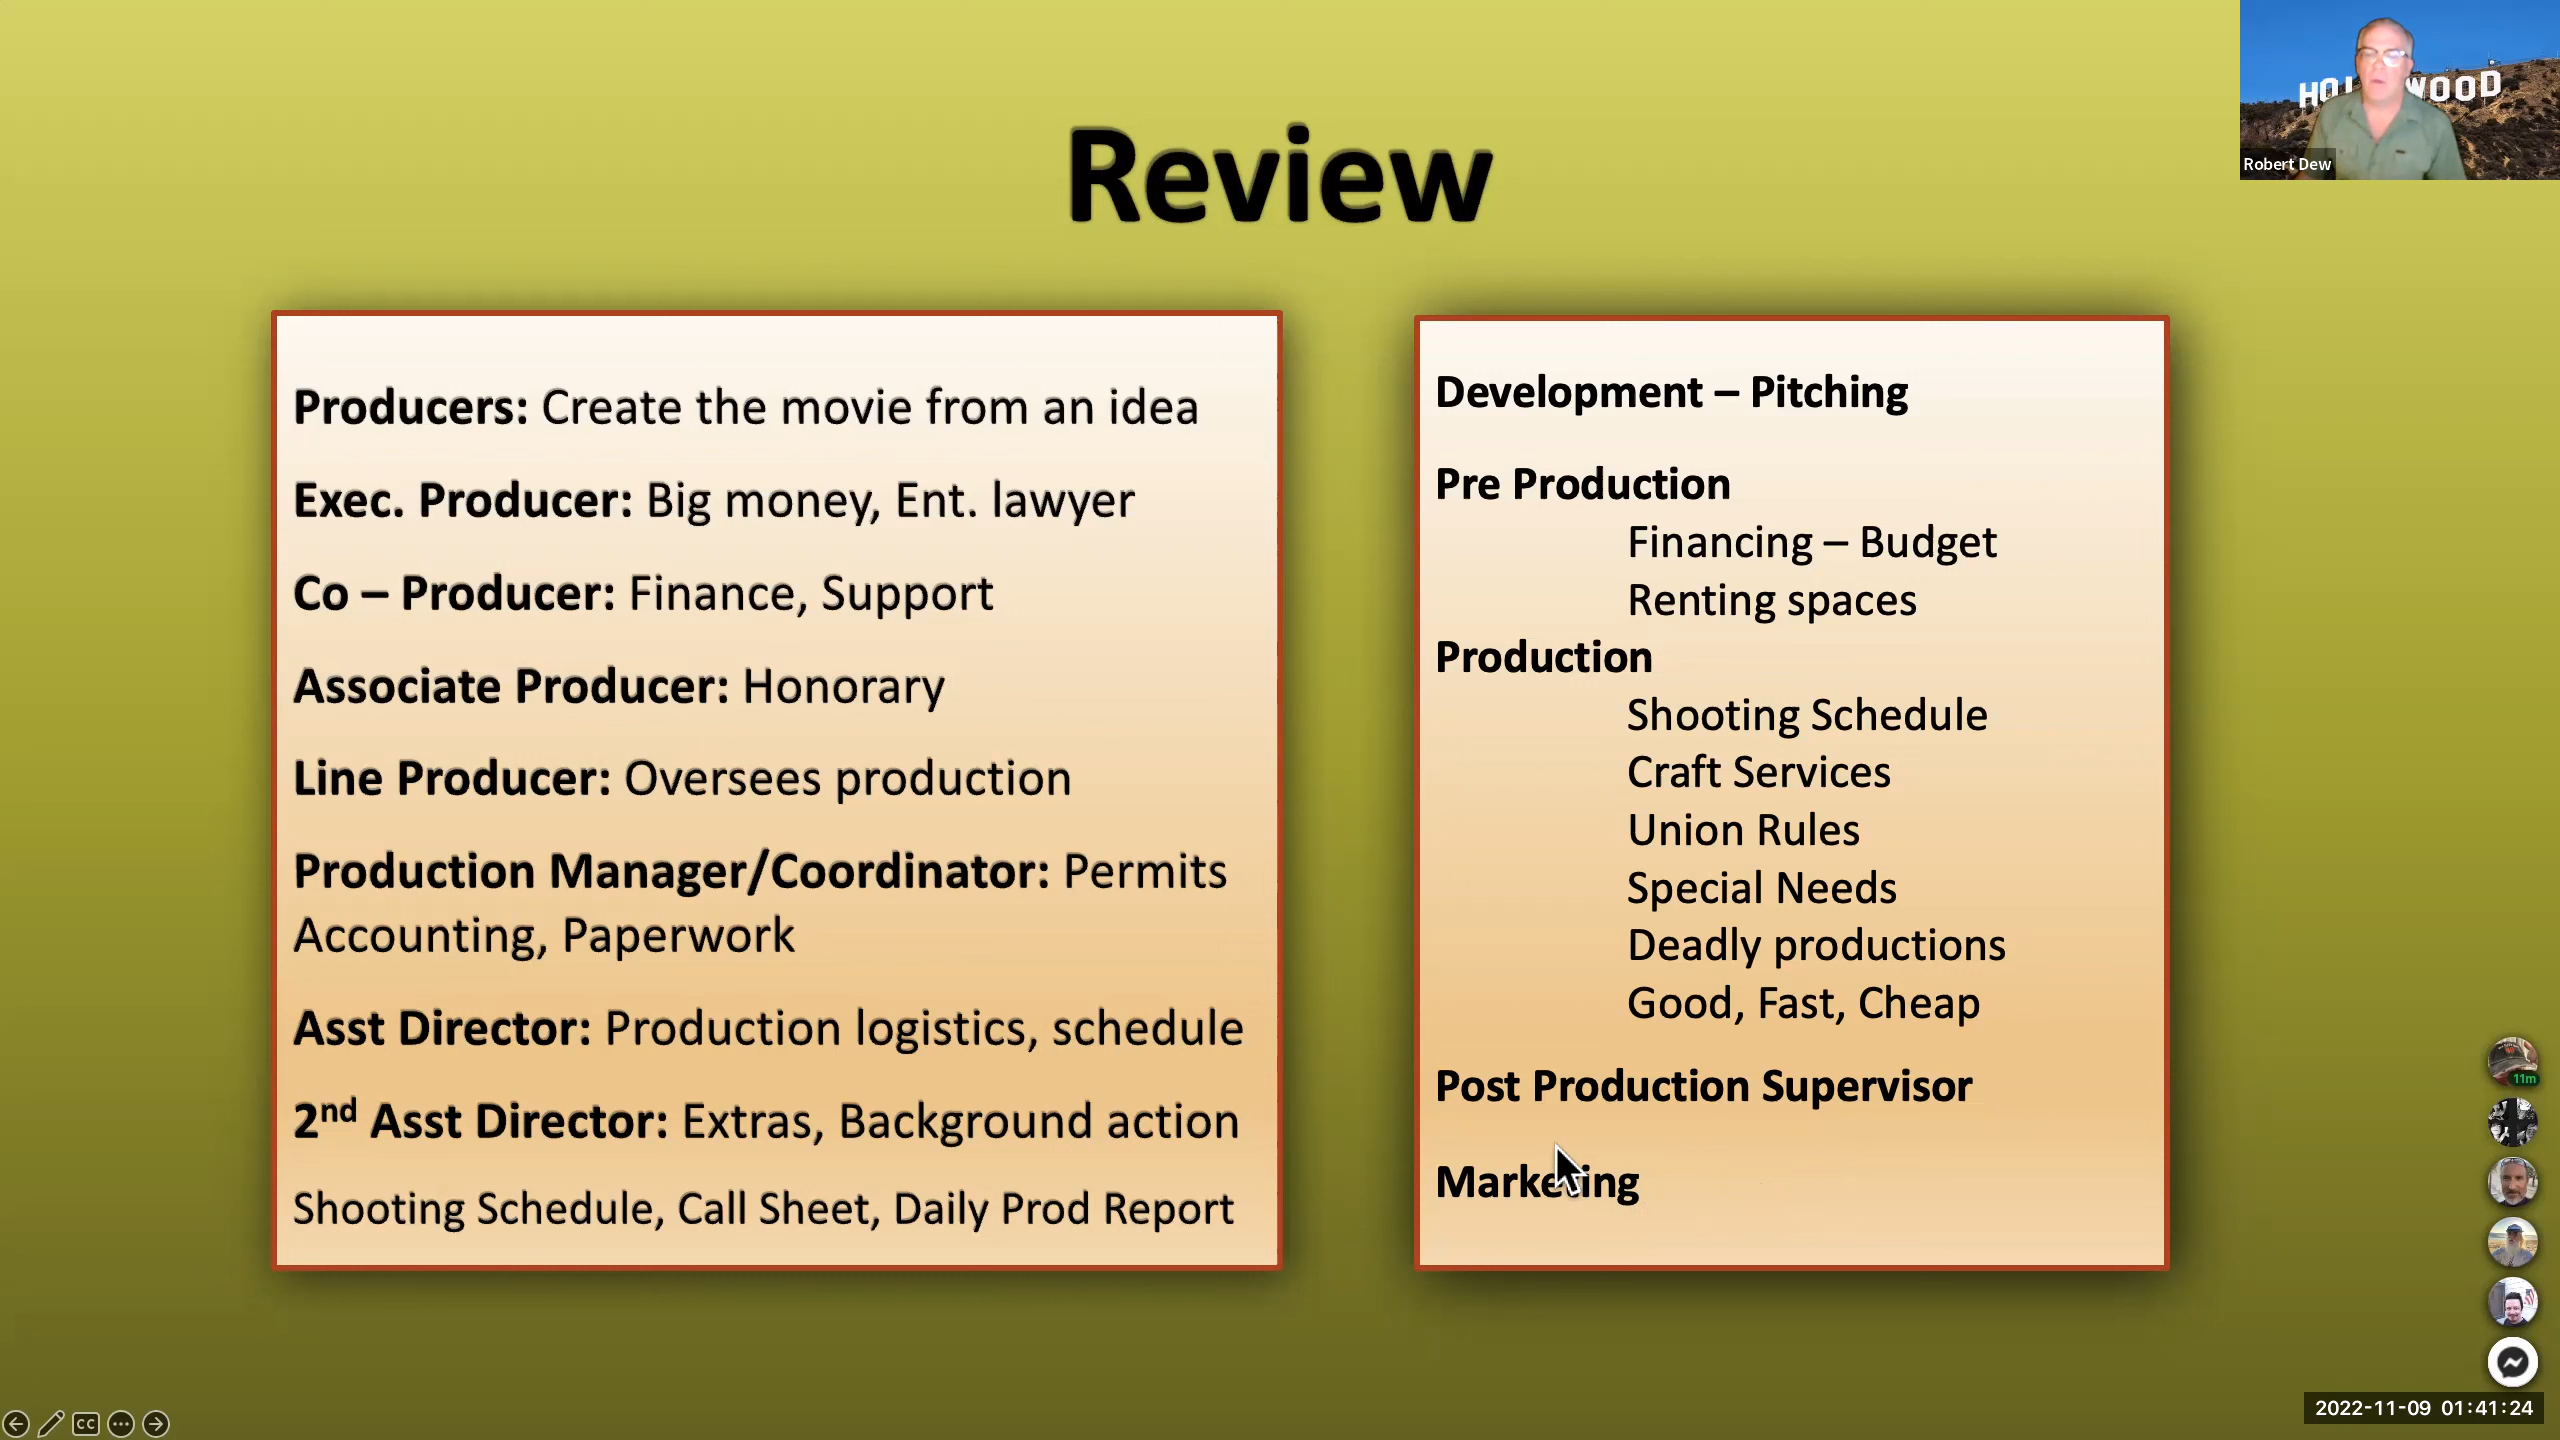 Review
HOLLYWOOD
Robert Dew
Producers: Create the movie from an idea
Exec. Producer: Big money, Ent. lawyer
Co – Producer: Finance, Support
Associate Producer: Honorary
Line Producer: Oversees production
Production Manager/Coordinator: Permits
Accounting, Paperwork
Asst Director: Production logistics, schedule
2nd Asst Director: Extras, Background action
Shooting Schedule, Call Sheet, Daily Prod Report
Development – Pitching
Pre Production
Financing – Budget
Renting spaces
Production
Shooting Schedule
Craft Services
Union Rules
Special Needs
Deadly productions
Good, Fast, Cheap
Post Production Supervisor
Marketing
11m
CC
2022-11-09 01:41:24